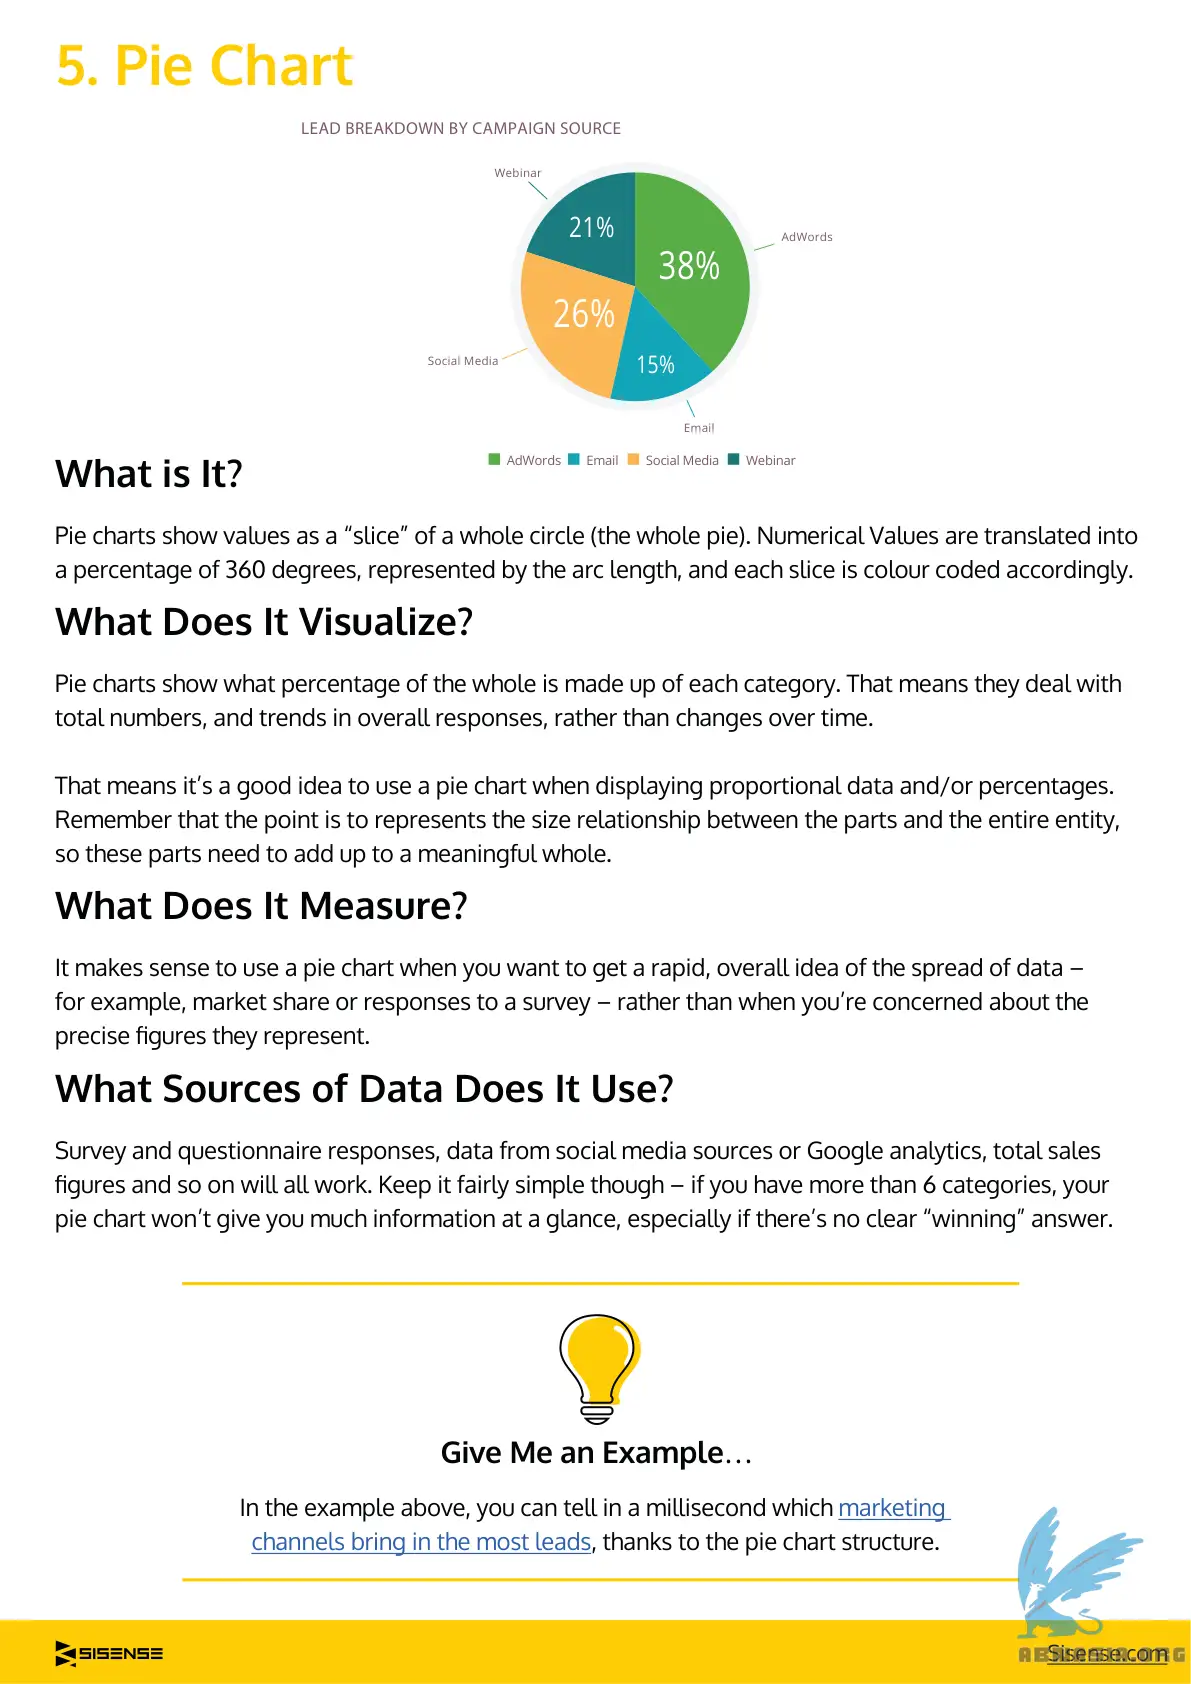 5. Pie Chart
LEAD BREAKDOWN BY CAMPAIGN SOURCE
Webinar
21%
AdWords
38%
26%
Social Media
15%
Email
AdWords Email Social Media Webinar
What is It?
Pie charts show values as a “slice” of a whole circle (the whole pie). Numerical Values are translated into
a percentage of 360 degrees, represented by the arc length, and each slice is colour coded accordingly.
What Does It Visualize?
Pie charts show what percentage of the whole is made up of each category. That means they deal with
total numbers, and trends in overall responses, rather than changes over time.
That means it’s a good idea to use a pie chart when displaying proportional data and/or percentages.
Remember that the point is to represents the size relationship between the parts and the entire entity,
so these parts need to add up to a meaningful whole.
What Does It Measure?
It makes sense to use a pie chart when you want to get a rapid, overall idea of the spread of data –
for example, market share or responses to a survey – rather than when you’re concerned about the
precise figures they represent.
What Sources of Data Does It Use?
Survey and questionnaire responses, data from social media sources or Google analytics, total sales
figures and so on will all work. Keep it fairly simple though – if you have more than 6 categories, your
pie chart won’t give you much information at a glance, especially if there’s no clear “winning” answer.
Give Me an Example...
In the example above, you can tell in a millisecond which marketing
channels bring in the most leads, thanks to the pie chart structure.
SISENSE
Sisense.com